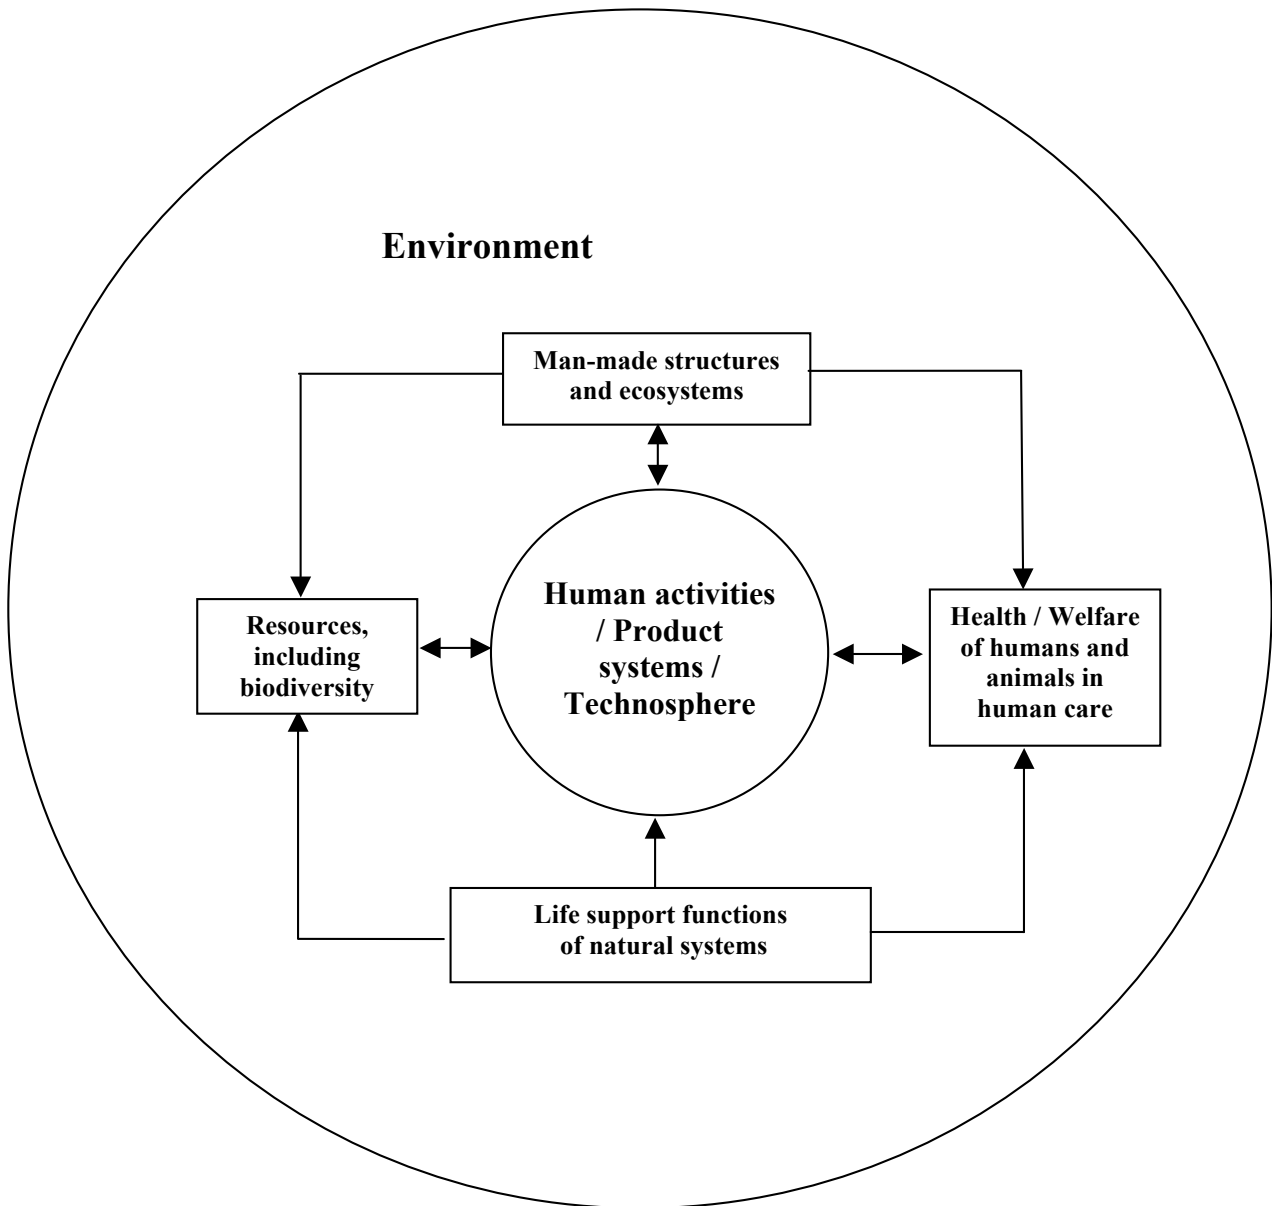 Environment
Man-made structures
and ecosystems
Human activities
/ Product
systems /
Technosphere
Resources,
including
biodiversity
Health / Welfare
of humans and
animals in
human care
Life support functions
of natural systems